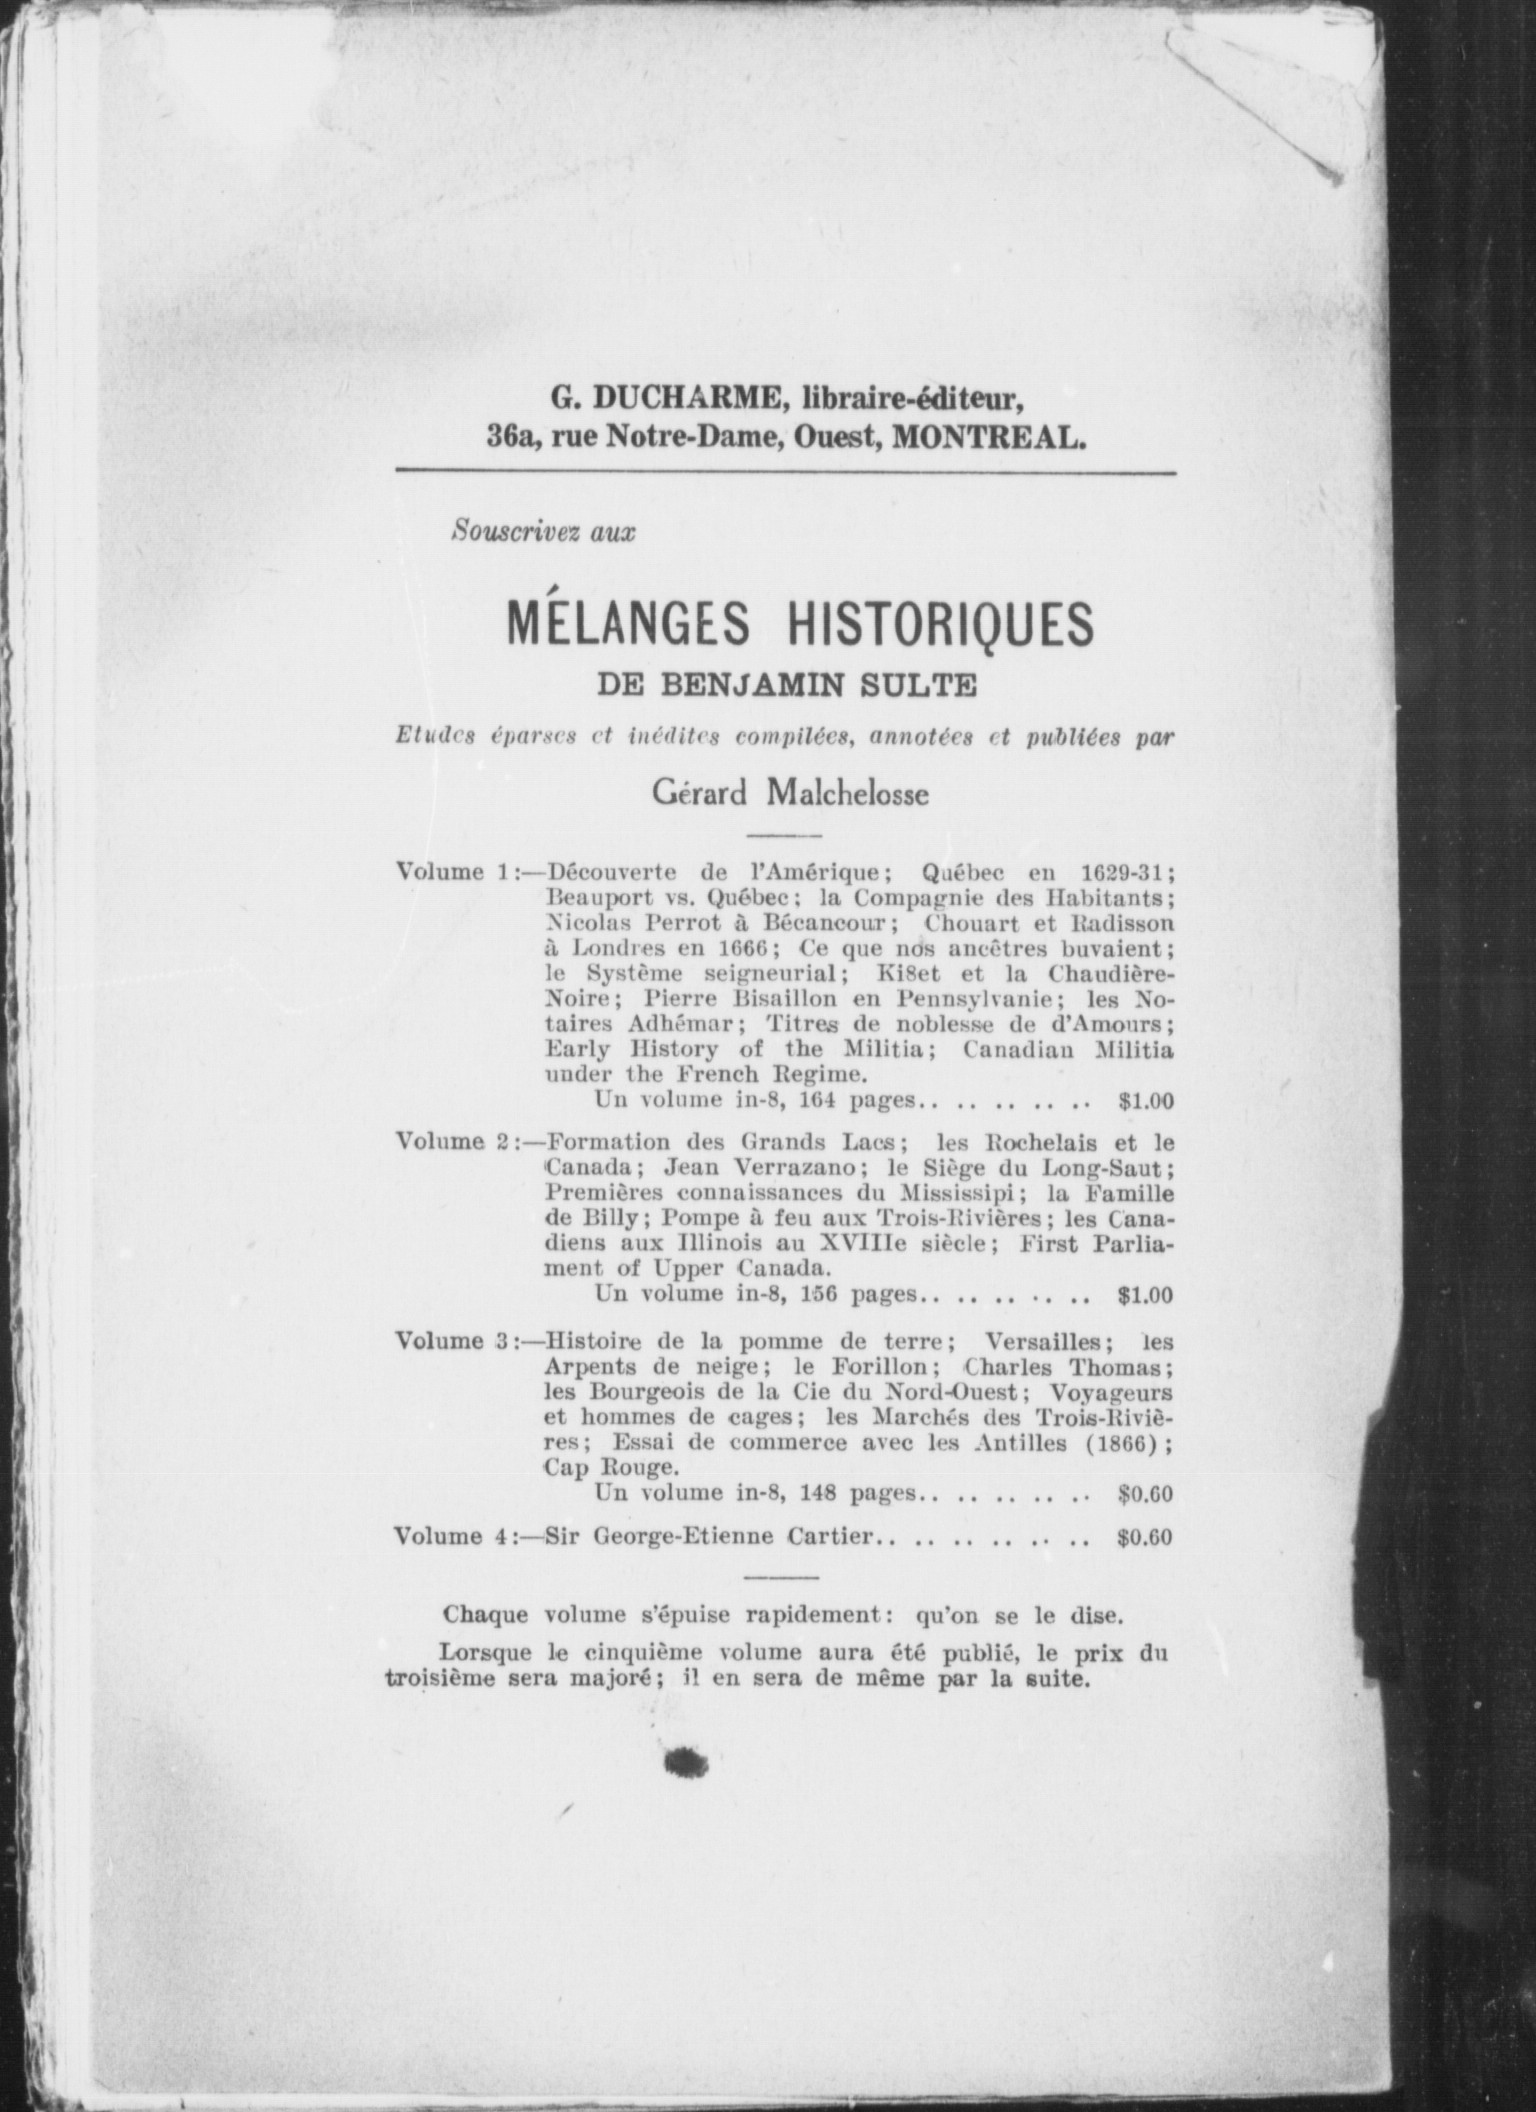 G. DUCHARME, libraire-éditeur,
36a, rue Notre-Dame, Ouest, MONTREAL.
Souscrivez aux
MÉLANGES HISTORIQUES
DE BENJAMIN SULTE
Etudes éparses et inédites compilées, annotées et publiées par
Gérard Malchelosse
Volume 1:—Découverte de l'Amérique; Québec en 1629-31;
Beauport vs. Québec; la Compagnie des Habitants;
Nicolas Perrot à Bécancour; Chouart et Radisson
à Londres en 1666; Ce que nos ancêtres buvaient;
le Système seigneurial; Ki8et et la Chaudière-
Noire; Pierre Bisaillon en Pennsylvanie; les No-
taires Adhémar; Titres de noblesse de d'Amours;
Early History of the Militia; Canadian Militia
under the French Regime.
Un volume in-8, 164 pages.. .. .. .. .. $1.00
Volume 2:—Formation des Grands Lacs; les Rochelais et le
Canada; Jean Verrazano; le Siège du Long-Saut;
Premières connaissances du Mississipi; la Famille
de Billy; Pompe à feu aux Trois-Rivières; les Cana-
diens aux Illinois au XVIIIe siècle; First Parlia-
ment of Upper Canada.
Un volume in-8, 156 pages.. .. .. .. .. $1.00
Volume 3:—Histoire de la pomme de terre; Versailles; les
Arpents de neige; le Forillon; Charles Thomas;
les Bourgeois de la Cie du Nord-Ouest; Voyageurs
et hommes de cages; les Marchés des Trois-Riviè-
res; Essai de commerce avec les Antilles (1866);
Cap Rouge.
Un volume in-8, 148 pages.. .. .. .. .. $0.60
Volume 4:—Sir George-Etienne Cartier.. .. .. .. .. .. $0.60
Chaque volume s'épuise rapidement: qu'on se le dise.
Lorsque le cinquième volume aura été publié, le prix du
troisième sera majoré; il en sera de même par la suite.